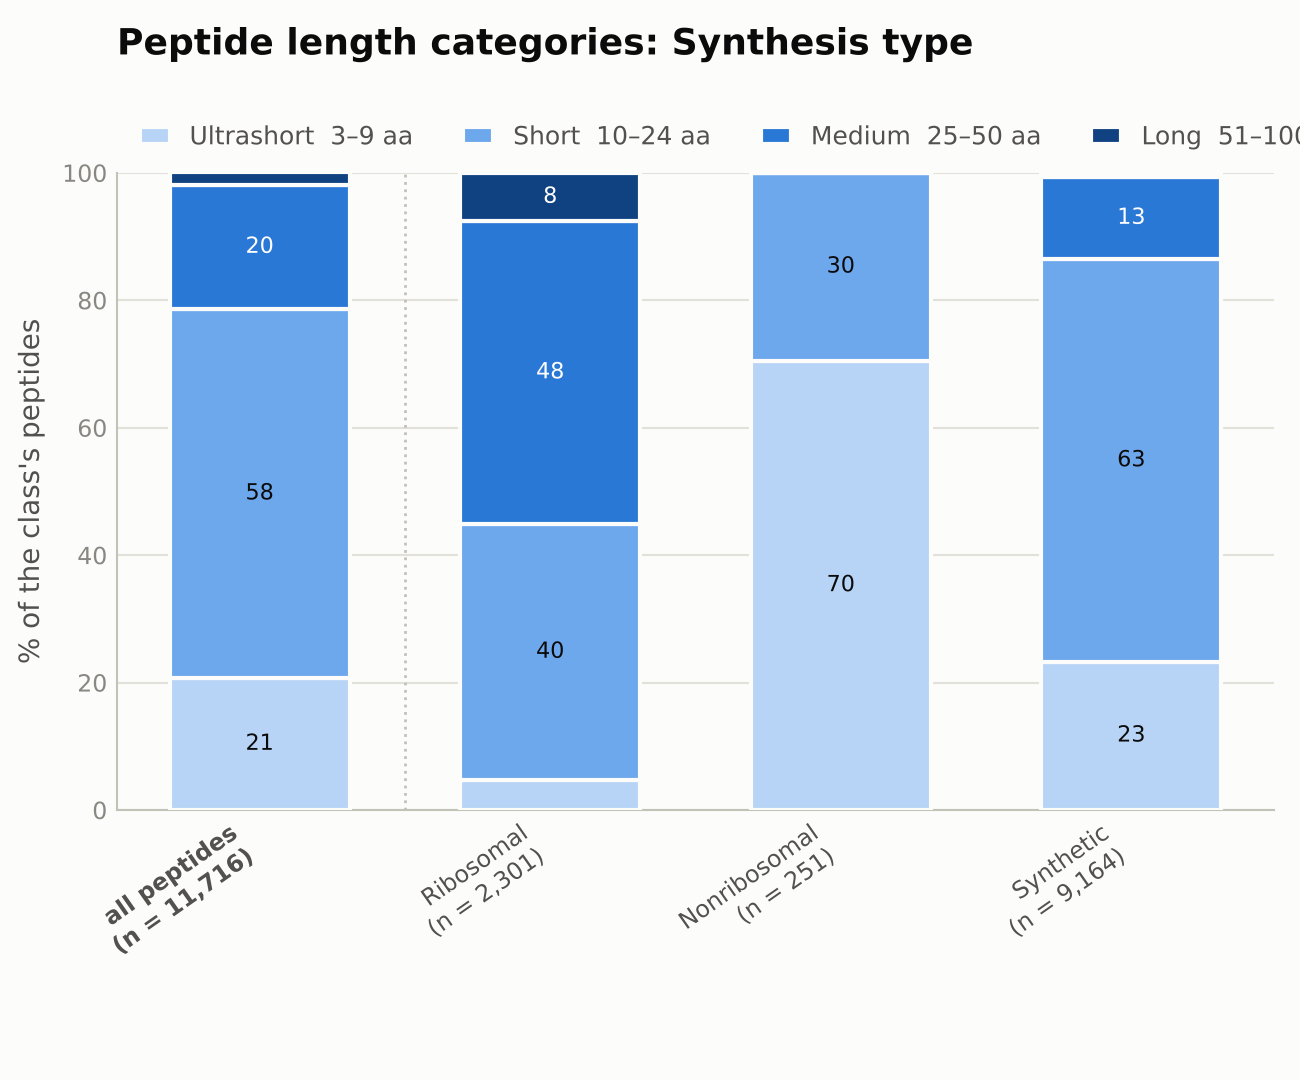 Peptide length categories: Synthesis type
Ultrashort 3–9 aa Short 10–24 aa Medium 25–50 aa Long 51–100
% of the class's peptides
100
80
60
40
20
0
20
58
21
8
48
40
30
70
13
63
23
all peptides
(n = 11,716)
Ribosomal
(n = 2,301)
Nonribosomal
(n = 251)
Synthetic
(n = 9,164)